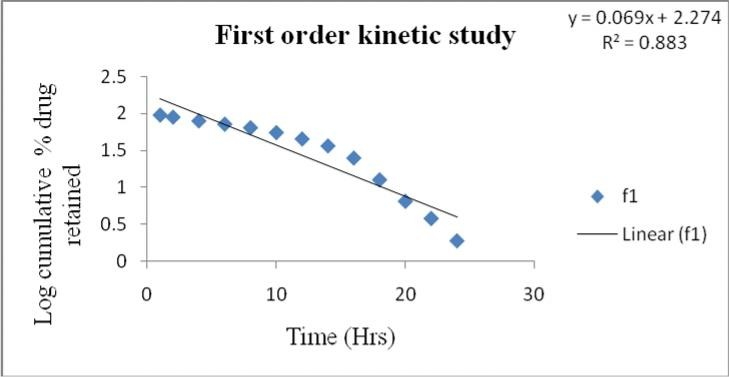 First order kinetic study
y = 0.069x + 2.274
R² = 0.883
Log cumulative % drug
retained
2.5
2
1.5
1
0.5
0
0
10
20
30
Time (Hrs)
f1
Linear (f1)